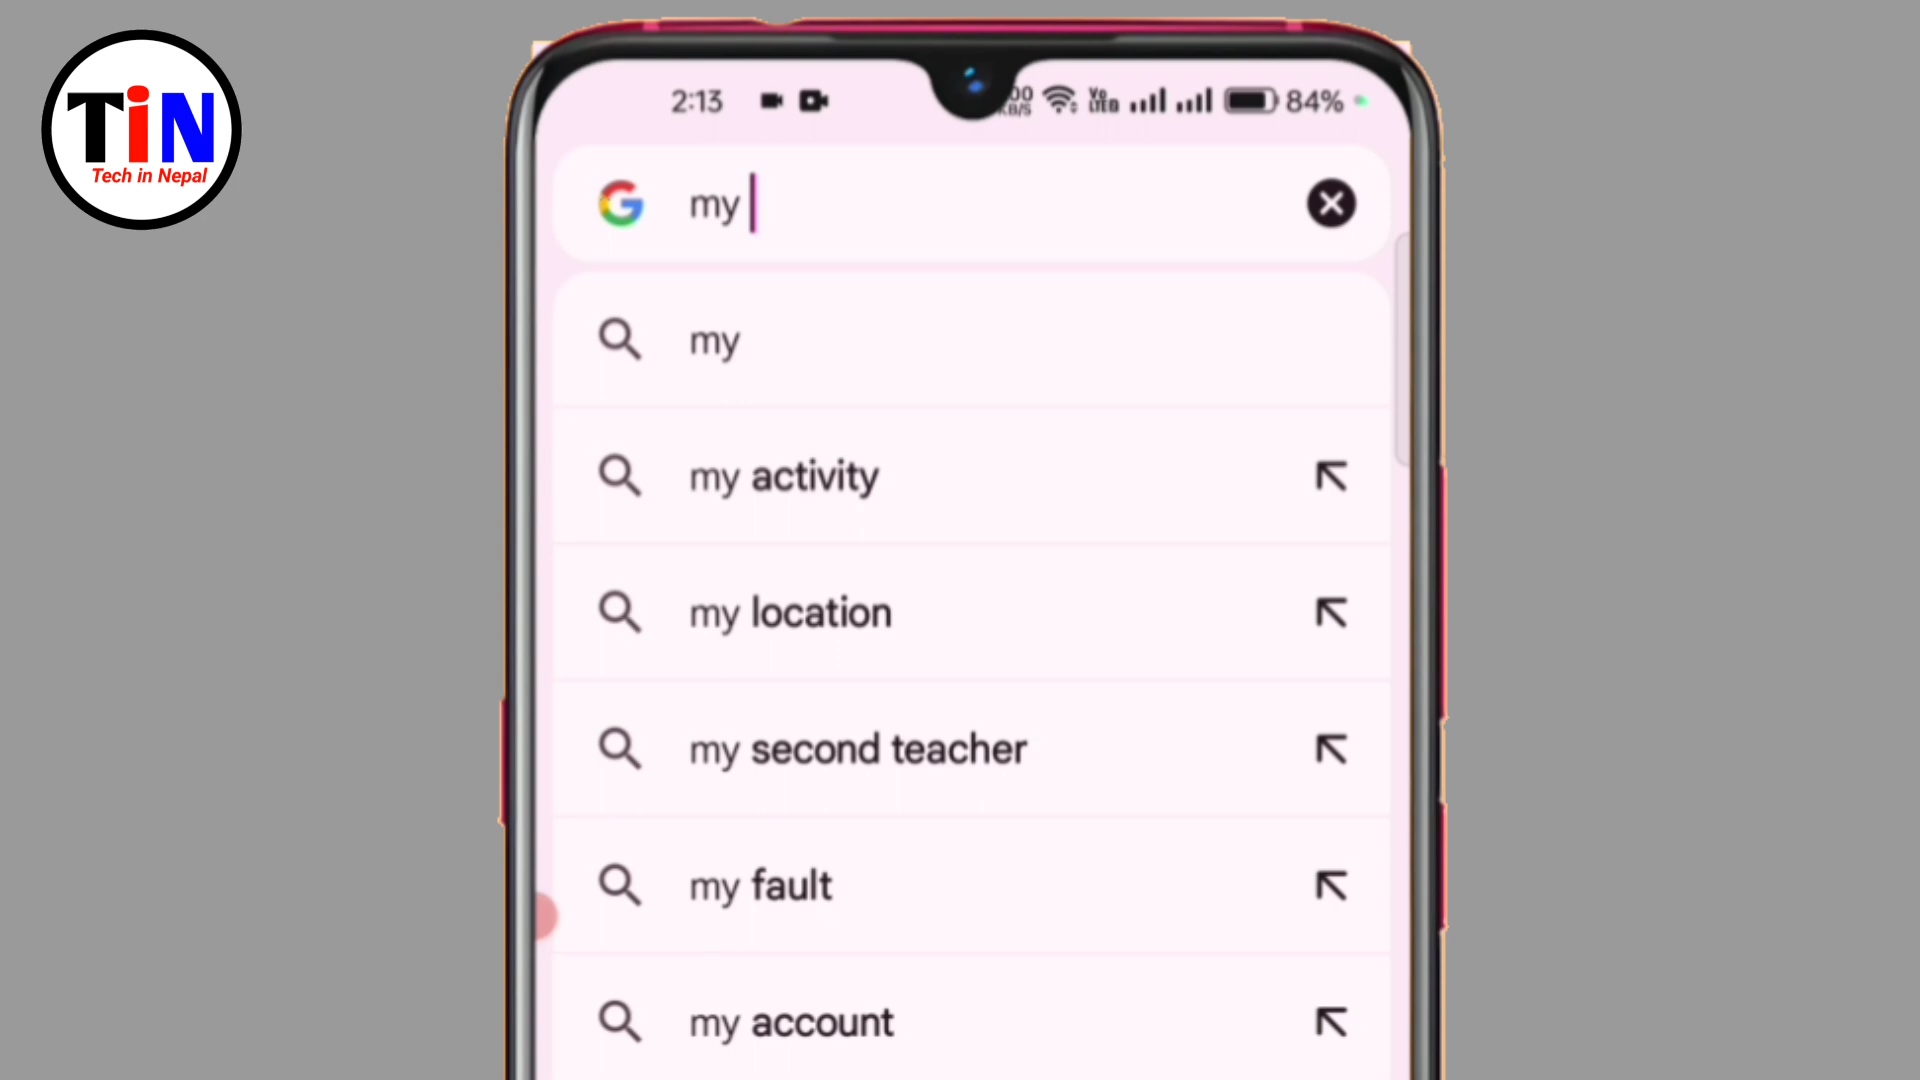 TiN
Tech in Nepal
2:13
84%
my
my
my activity
my location
my second teacher
my fault
my account